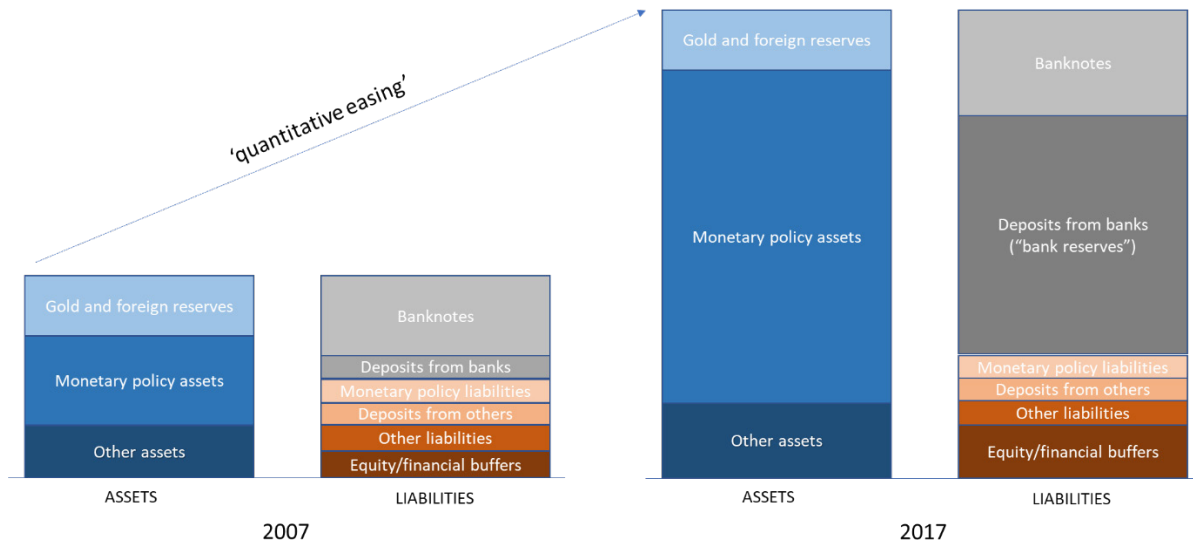 ‘quantitative easing’
Gold and foreign reserves
Monetary policy assets
Other assets
ASSETS
Banknotes
Deposits from banks
Monetary policy liabilities
Deposits from others
Other liabilities
Equity/financial buffers
LIABILITIES
2007
Gold and foreign reserves
Monetary policy assets
Other assets
ASSETS
Banknotes
Deposits from banks
(“bank reserves”)
Monetary policy liabilities
Deposits from others
Other liabilities
Equity/financial buffers
LIABILITIES
2017